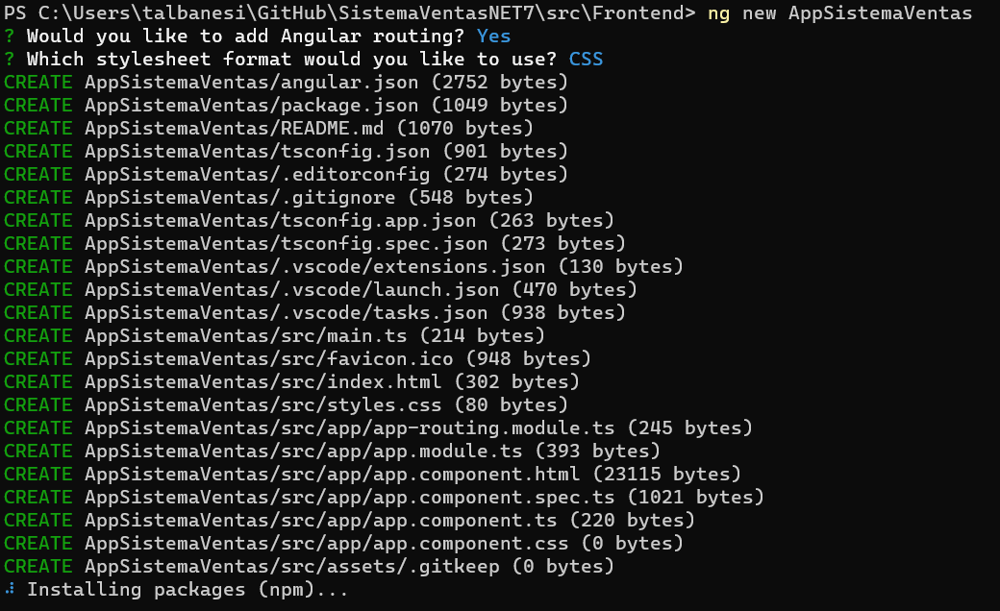 PS C:\Users\talbanesi\GitHub\SistemaVentasNET7\src\Frontend> ng new AppSistemaVentas
? Would you like to add Angular routing? Yes
? Which stylesheet format would you like to use? CSS
CREATE AppSistemaVentas/angular.json (2752 bytes)
CREATE AppSistemaVentas/package.json (1049 bytes)
CREATE AppSistemaVentas/README.md (1070 bytes)
CREATE AppSistemaVentas/tsconfig.json (901 bytes)
CREATE AppSistemaVentas/.editorconfig (274 bytes)
CREATE AppSistemaVentas/.gitignore (548 bytes)
CREATE AppSistemaVentas/tsconfig.app.json (263 bytes)
CREATE AppSistemaVentas/tsconfig.spec.json (273 bytes)
CREATE AppSistemaVentas/.vscode/extensions.json (130 bytes)
CREATE AppSistemaVentas/.vscode/launch.json (470 bytes)
CREATE AppSistemaVentas/.vscode/tasks.json (938 bytes)
CREATE AppSistemaVentas/src/main.ts (214 bytes)
CREATE AppSistemaVentas/src/favicon.ico (948 bytes)
CREATE AppSistemaVentas/src/index.html (302 bytes)
CREATE AppSistemaVentas/src/styles.css (80 bytes)
CREATE AppSistemaVentas/src/app/app-routing.module.ts (245 bytes)
CREATE AppSistemaVentas/src/app/app.module.ts (393 bytes)
CREATE AppSistemaVentas/src/app/app.component.html (23115 bytes)
CREATE AppSistemaVentas/src/app/app.component.spec.ts (1021 bytes)
CREATE AppSistemaVentas/src/app/app.component.ts (220 bytes)
CREATE AppSistemaVentas/src/app/app.component.css (0 bytes)
CREATE AppSistemaVentas/src/assets/.gitkeep (0 bytes)
Installing packages (npm)...